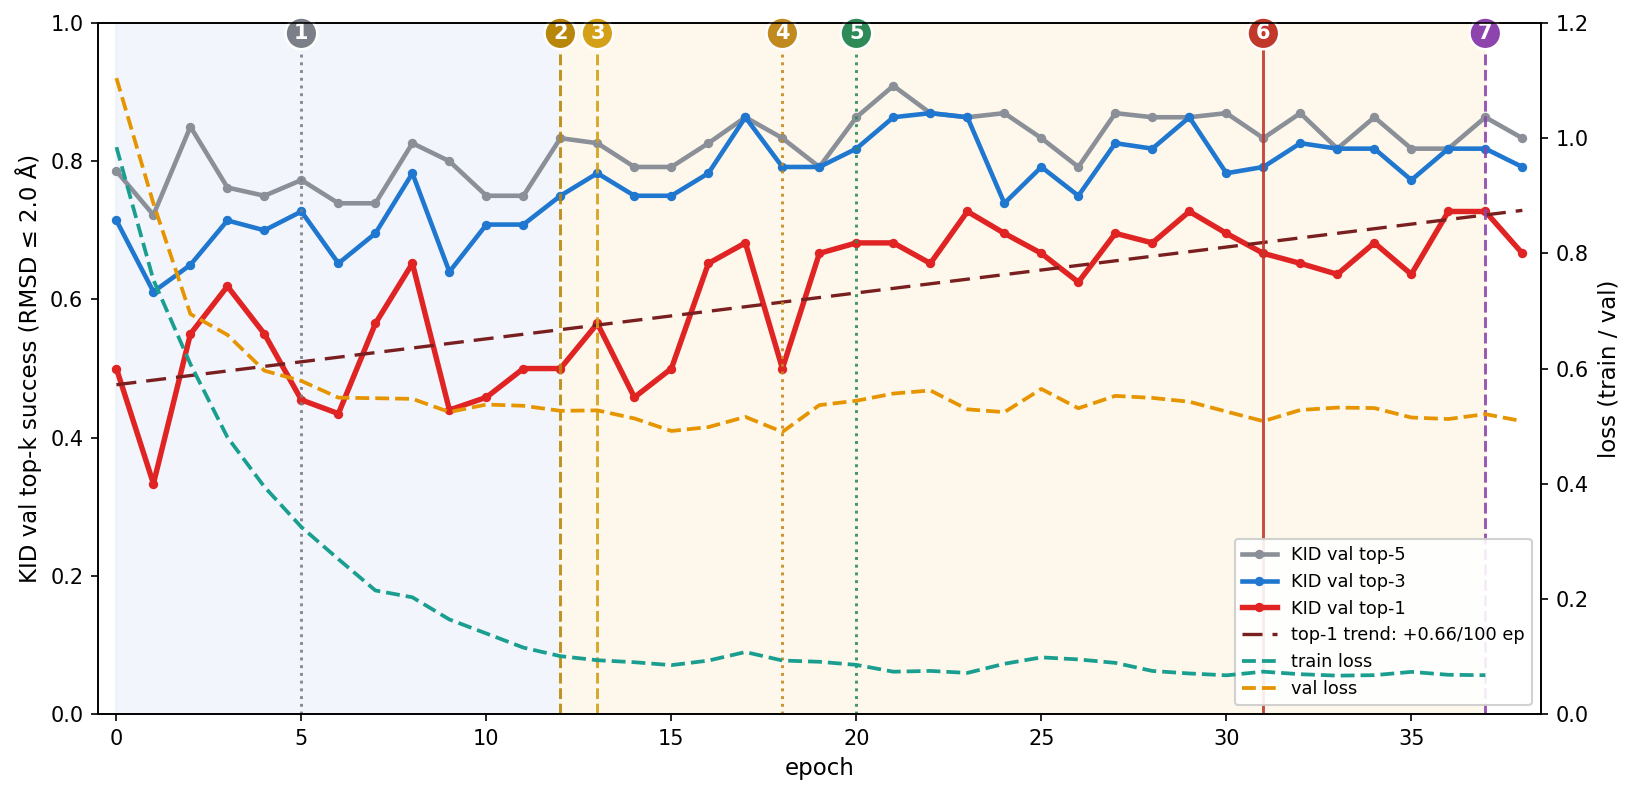 1 2 3 4 5 6 7
1.0
0.8
0.6
0.4
0.2
0.0
KID val top-k success (RMSD ≤ 2.0 Å)
1.2
1.0
0.8
0.6
0.4
0.2
0.0
loss (train / val)
KID val top-5
KID val top-3
KID val top-1
top-1 trend: +0.66/100 ep
train loss
val loss
0 5 10 15 20 25 30 35
epoch